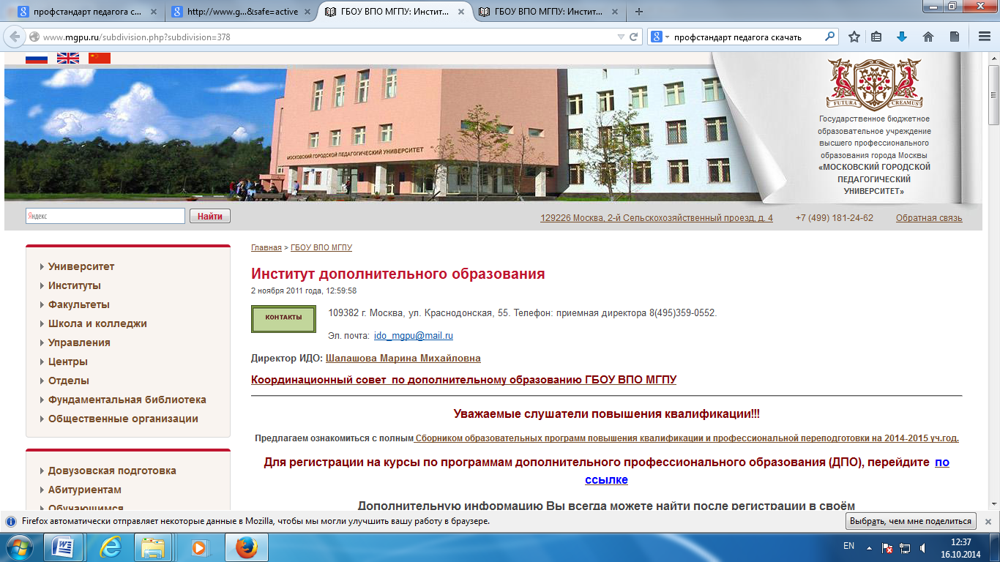 профстандарт педагога с...
http://www.g...&safe=active
ГБОУ ВПО МГПУ: Инстит...
ГБОУ ВПО МГПУ: Инстит...
www.mgpu.ru/subdivision.php?subdivision=378
профстандарт педагога скачать
МОСКОВСКИЙ ГОРОДСКОЙ ПЕДАГОГИЧЕСКИЙ УНИВЕРСИТЕТ
FUTURA CREAMUS
Государственное бюджетное
образовательное учреждение
высшего профессионального
образования города Москвы
«МОСКОВСКИЙ ГОРОДСКОЙ
ПЕДАГОГИЧЕСКИЙ
УНИВЕРСИТЕТ»
Яндекс
Найти
129226 Москва, 2-й Сельскохозяйственный проезд, д. 4
+7 (499) 181-24-62
Обратная связь
Университет
Институты
Факультеты
Школа и колледжи
Управления
Центры
Отделы
Фундаментальная библиотека
Общественные организации
Довузовская подготовка
Абитуриентам
Обучающимся
Главная > ГБОУ ВПО МГПУ
Институт дополнительного образования
2 ноября 2011 года, 12:59:58
КОНТАКТЫ
109382 г. Москва, ул. Краснодонская, 55. Телефон: приемная директора 8(495)359-0552.
Эл. почта: ido_mgpu@mail.ru
Директор ИДО: Шалашова Марина Михайловна
Координационный совет по дополнительному образованию ГБОУ ВПО МГПУ
Уважаемые слушатели повышения квалификации!!!
Предлагаем ознакомиться с полным Сборником образовательных программ повышения квалификации и профессиональной переподготовки на 2014-2015 уч.год.
Для регистрации на курсы по программам дополнительного профессионального образования (ДПО), перейдите по
ссылке
Дополнительную информацию Вы всегда можете найти после регистрации в своём
Firefox автоматически отправляет некоторые данные в Mozilla, чтобы мы могли улучшить вашу работу в браузере.
Выбрать, чем мне поделиться
EN
12:37
16.10.2014